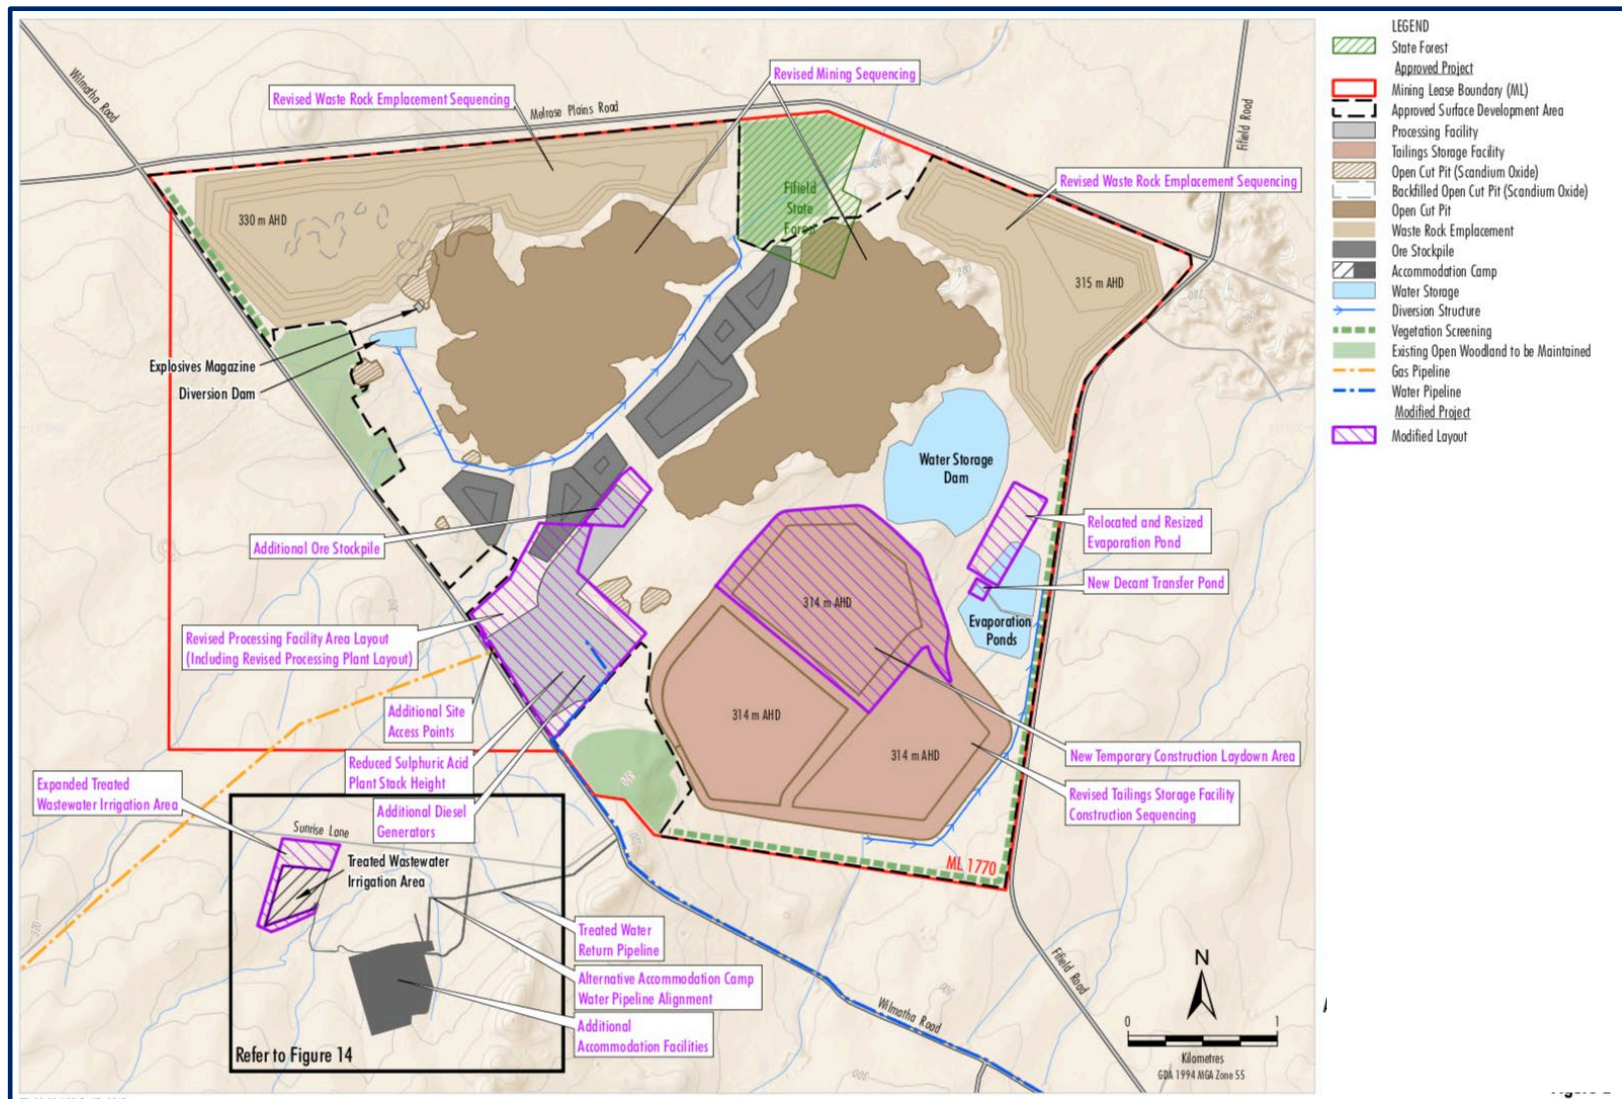 Wilmatha Road
Revised Waste Rock Emplacement Sequencing
Melrose Plains Road
Revised Mining Sequencing
Fifield Road
Revised Waste Rock Emplacement Sequencing
330 m AHD
Fifield
State
Forest
280
280
315 m AHD
280
280
Explosives Magazine
Diversion Dam
Water Storage
Dam
Additional Ore Stockpile
Relocated and Resized
Evaporation Pond
New Decant Transfer Pond
300
314 m AHD
Evaporation
Ponds
Revised Processing Facility Area Layout
(Including Revised Processing Plant Layout)
Additional Site
Access Points
314 m AHD
314 m AHD
Reduced Sulphuric Acid
Plant Stack Height
New Temporary Construction Laydown Area
Expanded Treated
Wastewater Irrigation Area
Additional Diesel
Generators
Revised Tailings Storage Facility
Construction Sequencing
Sunrise Lane
Treated Wastewater
Irrigation Area
ML 1770
320
Treated Water
Return Pipeline
Alternative Accommodation Camp
Water Pipeline Alignment
Additional
Accommodation Facilities
Refer to Figure 14
Wilmatha Road
Fifield Road
300
300
N
0 1
Kilometres
GDA 1994 MGA Zone 55
LEGEND
State Forest
Approved Project
Mining Lease Boundary (ML)
Approved Surface Development Area
Processing Facility
Tailings Storage Facility
Open Cut Pit (Scandium Oxide)
Backfilled Open Cut Pit (Scandium Oxide)
Open Cut Pit
Waste Rock Emplacement
Ore Stockpile
Accommodation Camp
Water Storage
Diversion Structure
Vegetation Screening
Existing Open Woodland to be Maintained
Gas Pipeline
Water Pipeline
Modified Project
Modified Layout